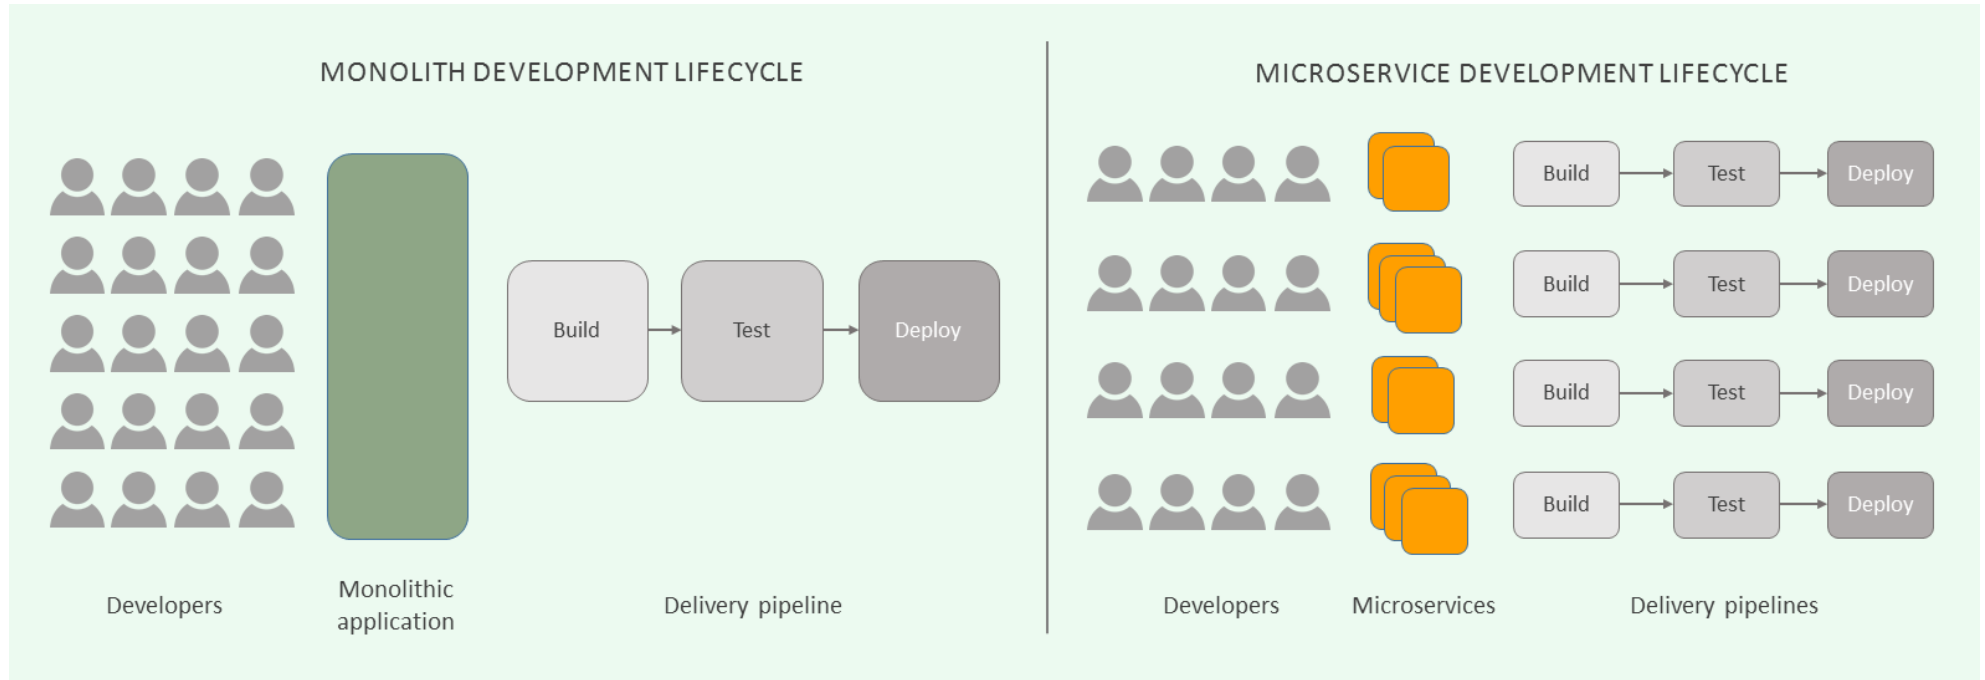 MONOLITH DEVELOPMENT LIFECYCLE
Build
Test
Deploy
Developers
Monolithic
application
Delivery pipeline
MICROSERVICE DEVELOPMENT LIFECYCLE
Build
Test
Deploy
Build
Test
Deploy
Build
Test
Deploy
Build
Test
Deploy
Developers
Microservices
Delivery pipelines